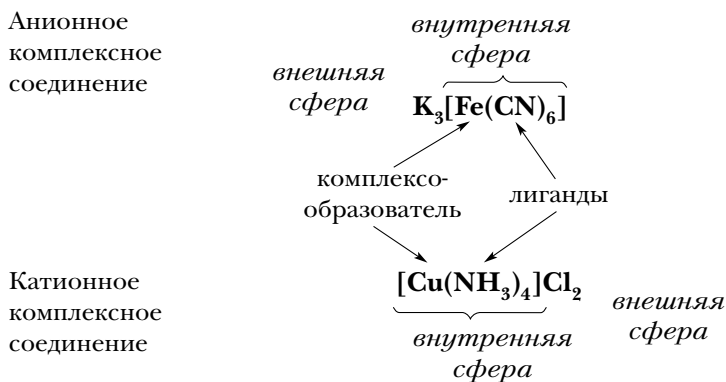 Анионное
комплексное
соединение
внутренняя
сфера
внешняя
сфера
K₃[Fe(CN)₆]
комплексо-
образователь
лиганды
Катионное
комплексное
соединение
[Cu(NH₃)₄]Cl₂
внутренняя
сфера
внешняя
сфера